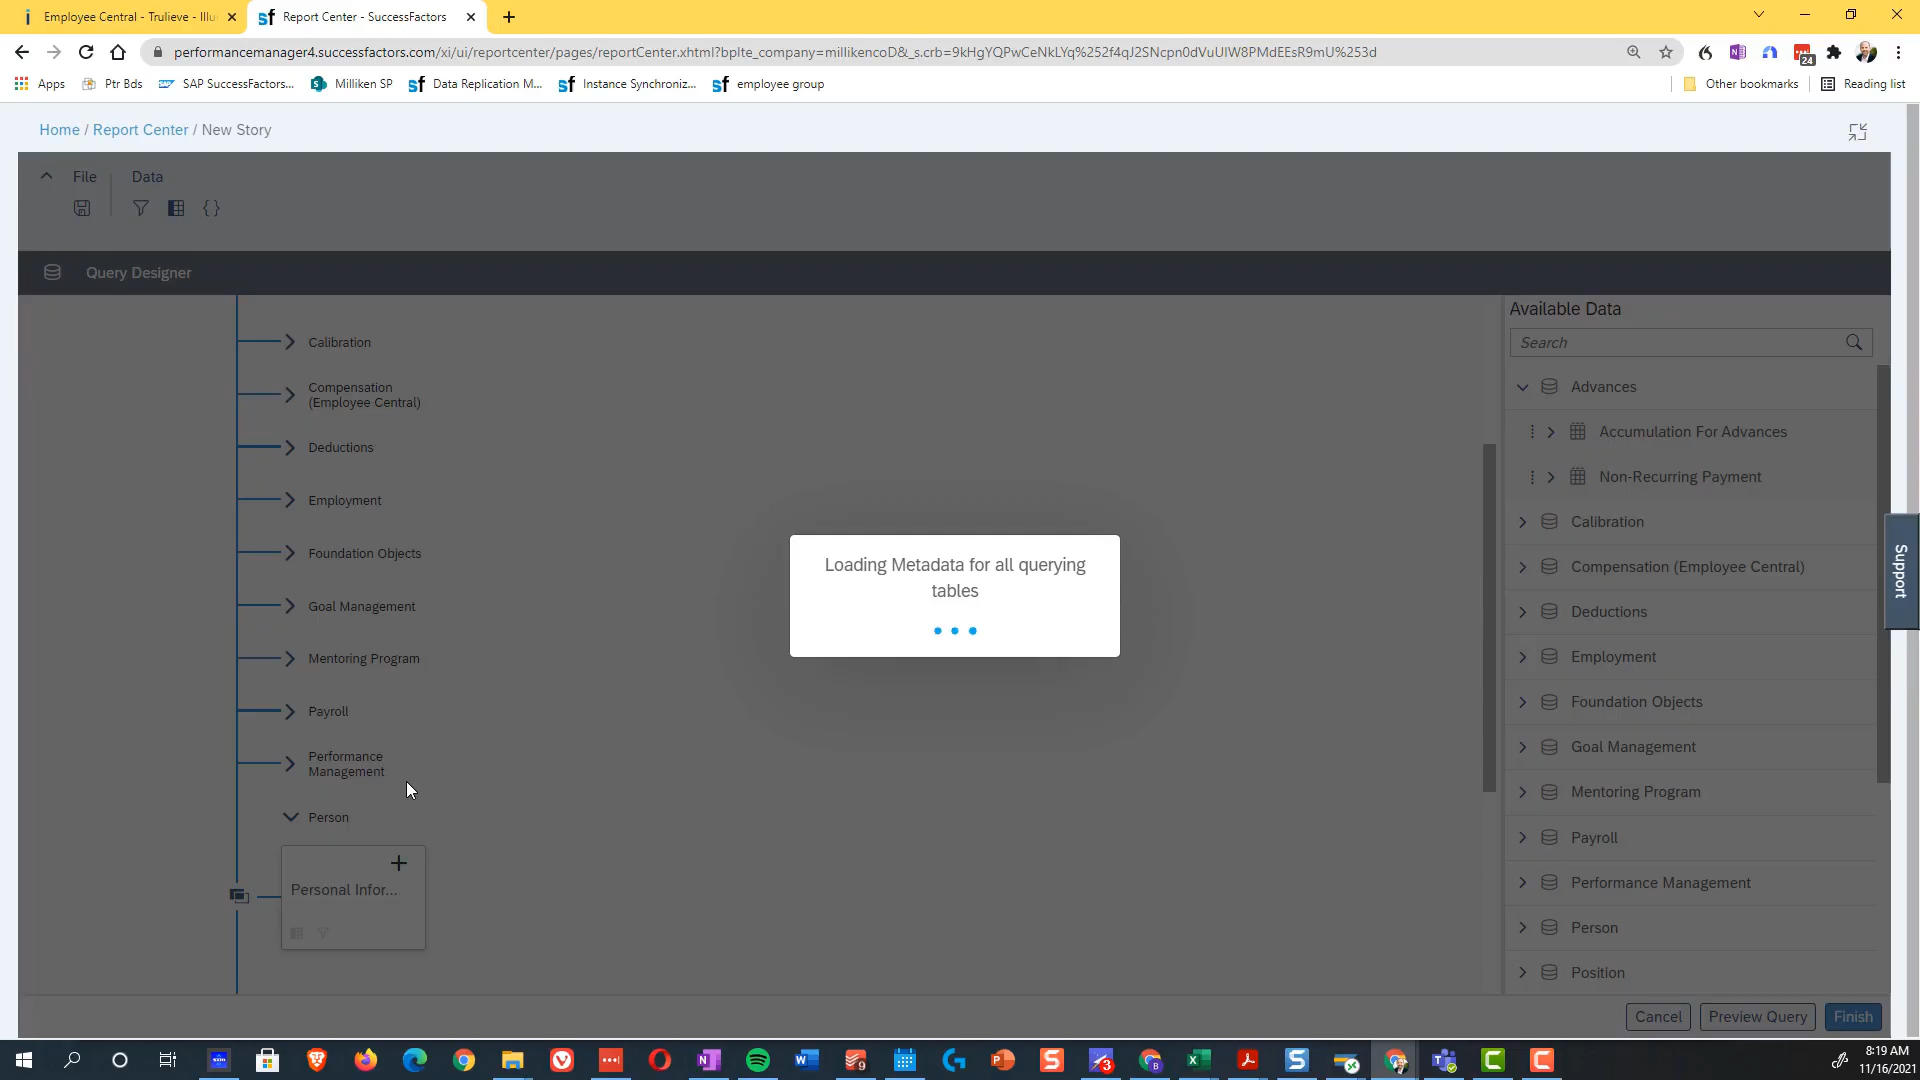 Employee Central - Trulieve - Illu
Report Center - SuccessFactors
performancemanager4.successfactors.com/xi/ui/reportcenter/pages/reportCenter.xhtml?bplte_company=millikencoD&_s.crb=9kHgYQPwCeNkLYq%252f4qJ2SNcpn0dVuUlW8PMdEEsR9mU%253d
24
Apps
Ptr Bds
SAP SuccessFactors...
Milliken SP
Data Replication M...
Instance Synchroniz...
employee group
Other bookmarks
Reading list
Home / Report Center / New Story
File
Data
Query Designer
Calibration
Compensation
(Employee Central)
Deductions
Employment
Foundation Objects
Goal Management
Mentoring Program
Payroll
Performance
Management
Person
Personal Infor...
Loading Metadata for all querying
tables
Available Data
Search
Advances
Accumulation For Advances
Non-Recurring Payment
Calibration
Compensation (Employee Central)
Deductions
Employment
Foundation Objects
Goal Management
Mentoring Program
Payroll
Performance Management
Person
Position
Support
Cancel
Preview Query
Finish
9
3
8:19 AM
11/16/2021